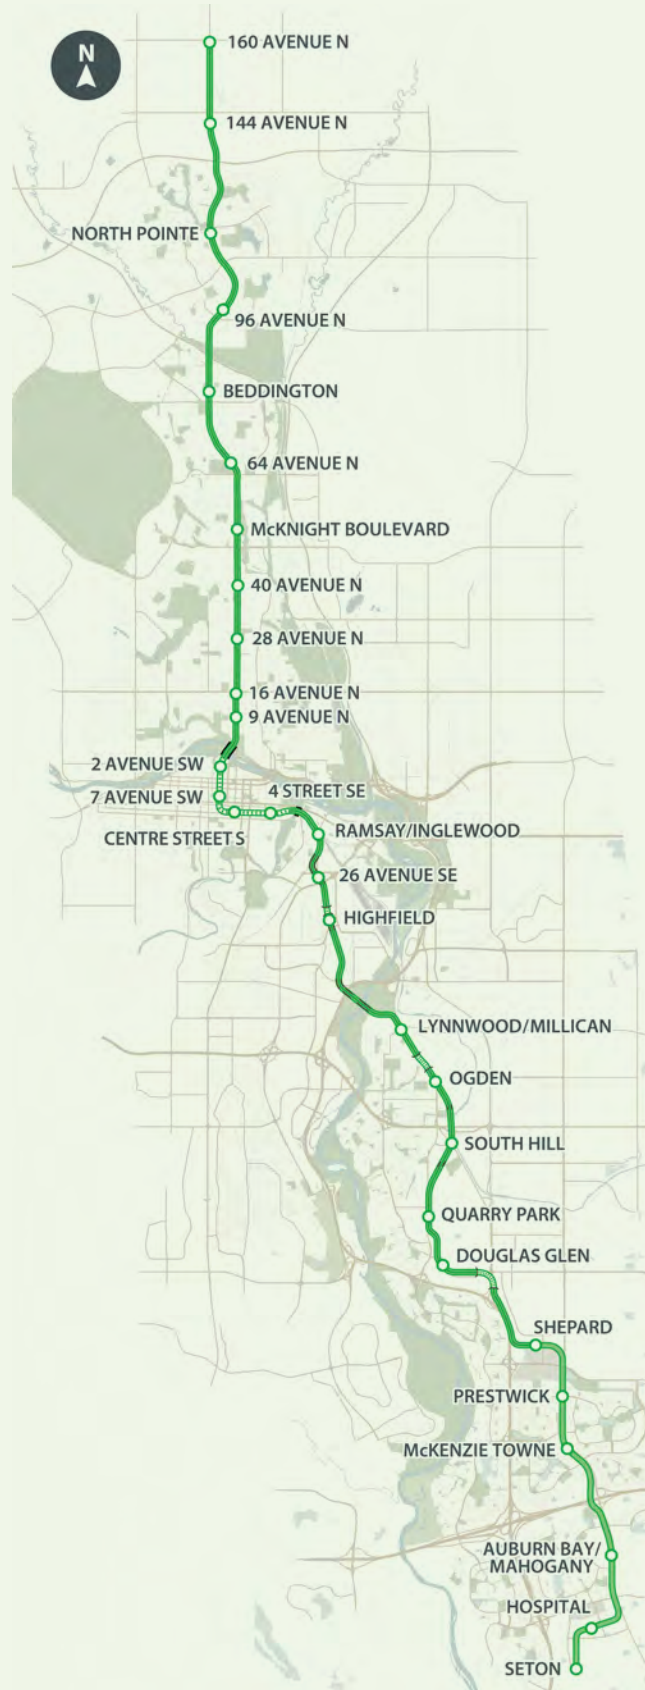 N
160 AVENUE N
144 AVENUE N
NORTH POINTE
96 AVENUE N
BEDDINGTON
64 AVENUE N
McKNIGHT BOULEVARD
40 AVENUE N
28 AVENUE N
16 AVENUE N
9 AVENUE N
2 AVENUE SW
7 AVENUE SW
4 STREET SE
CENTRE STREET S
RAMSAY/INGLEWOOD
26 AVENUE SE
HIGHFIELD
LYNNWOOD/MILLICAN
OGDEN
SOUTH HILL
QUARRY PARK
DOUGLAS GLEN
SHEPARD
PRESTWICK
McKENZIE TOWNE
AUBURN BAY/
MAHOGANY
HOSPITAL
SETON